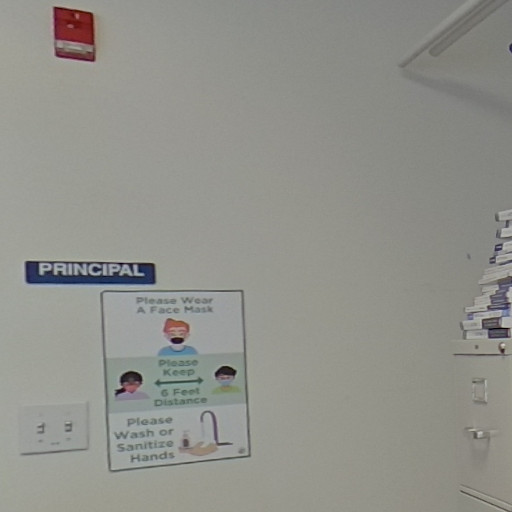 PRINCIPAL
Please Wear
A Face Mask
Please
Keep
6 Feet
Distance
Please
Wash or
Sanitize
Hands